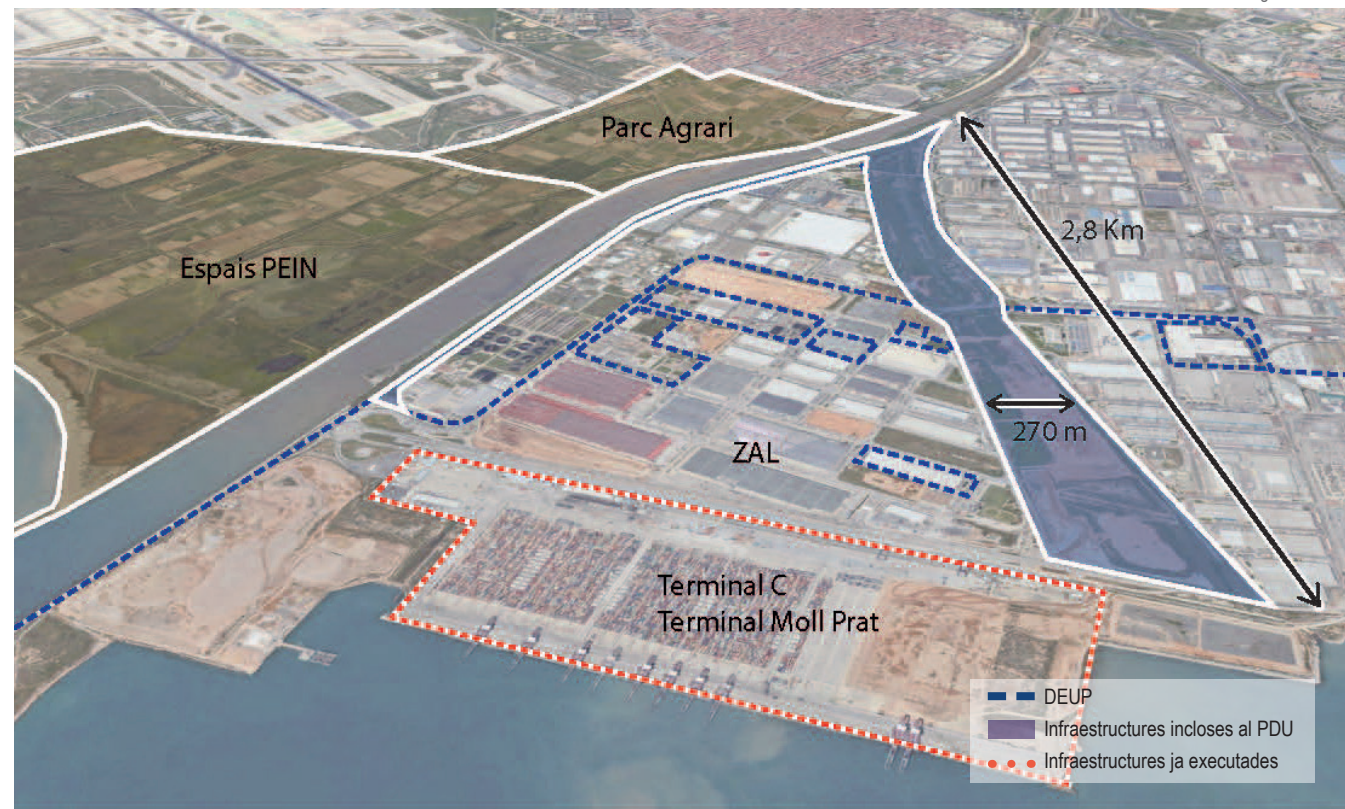 Parc Agrari
Espais PEIN
2,8 Km
270 m
ZAL
Terminal C
Terminal Moll Prat
DEUP
Infraestructures incloses al PDU
Infraestructures ja executades